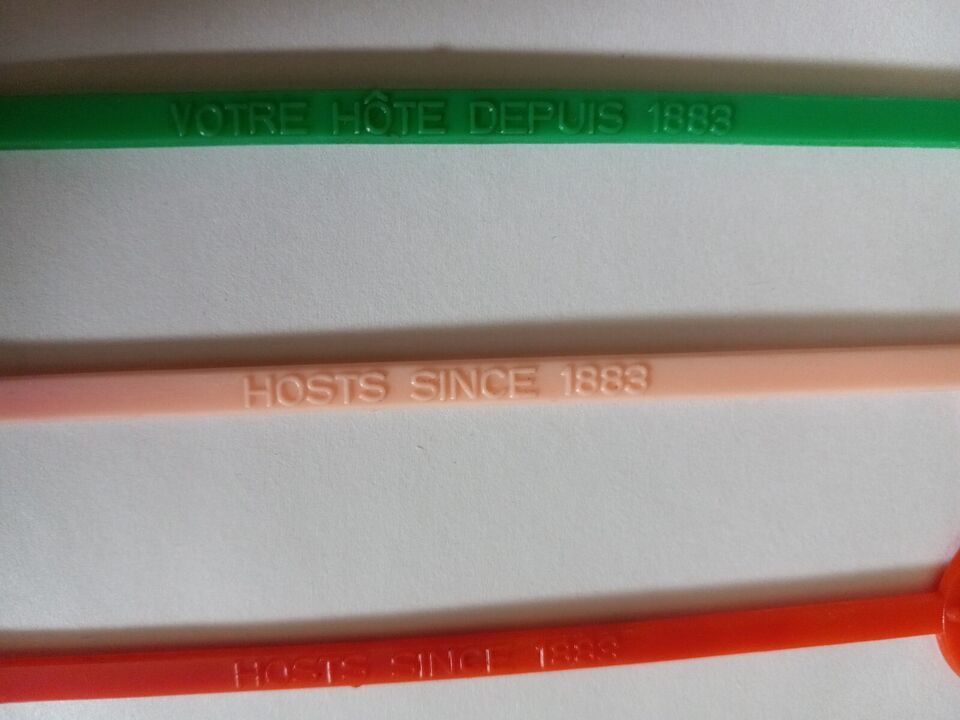 VOTRE HÔTE DEPUIS 1883
HOSTS SINCE 1883
HOSTS SINCE 1883